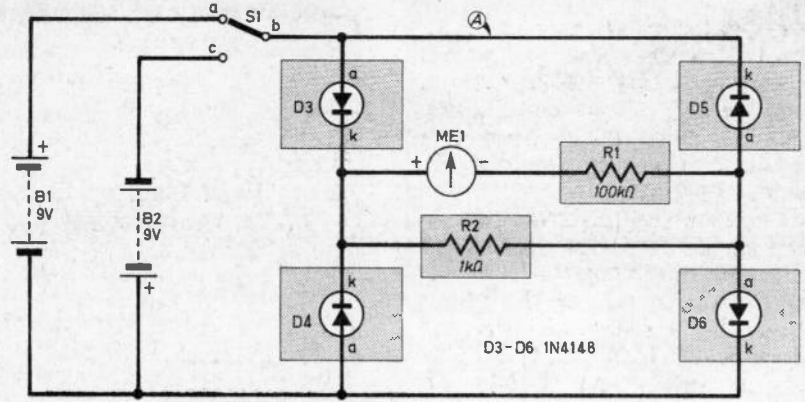 a
S1
b
A
c
a
D3
k
k
D5
a
ME1
+
-
R1
100kΩ
+
B1
9V
B2
9V
+
R2
1kΩ
k
D4
a
a
D6
k
D3-D6 1N4148